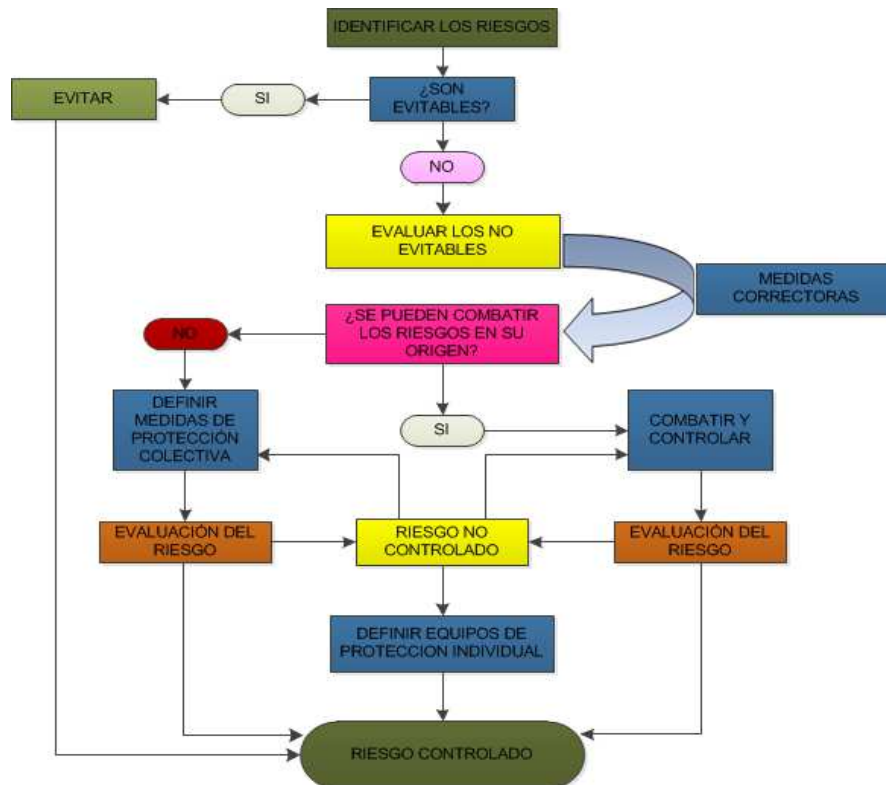 IDENTIFICAR LOS RIESGOS
¿SON
EVITABLES?
SI
EVITAR
NO
EVALUAR LOS NO
EVITABLES
MEDIDAS
CORRECTORAS
¿SE PUEDEN COMBATIR
LOS RIESGOS EN SU
ORIGEN?
NO
DEFINIR
MEDIDAS DE
PROTECCIÓN
COLECTIVA
SI
COMBATIR Y
CONTROLAR
EVALUACIÓN DEL
RIESGO
RIESGO NO
CONTROLADO
EVALUACIÓN DEL
RIESGO
DEFINIR EQUIPOS DE
PROTECCION INDIVIDUAL
RIESGO CONTROLADO